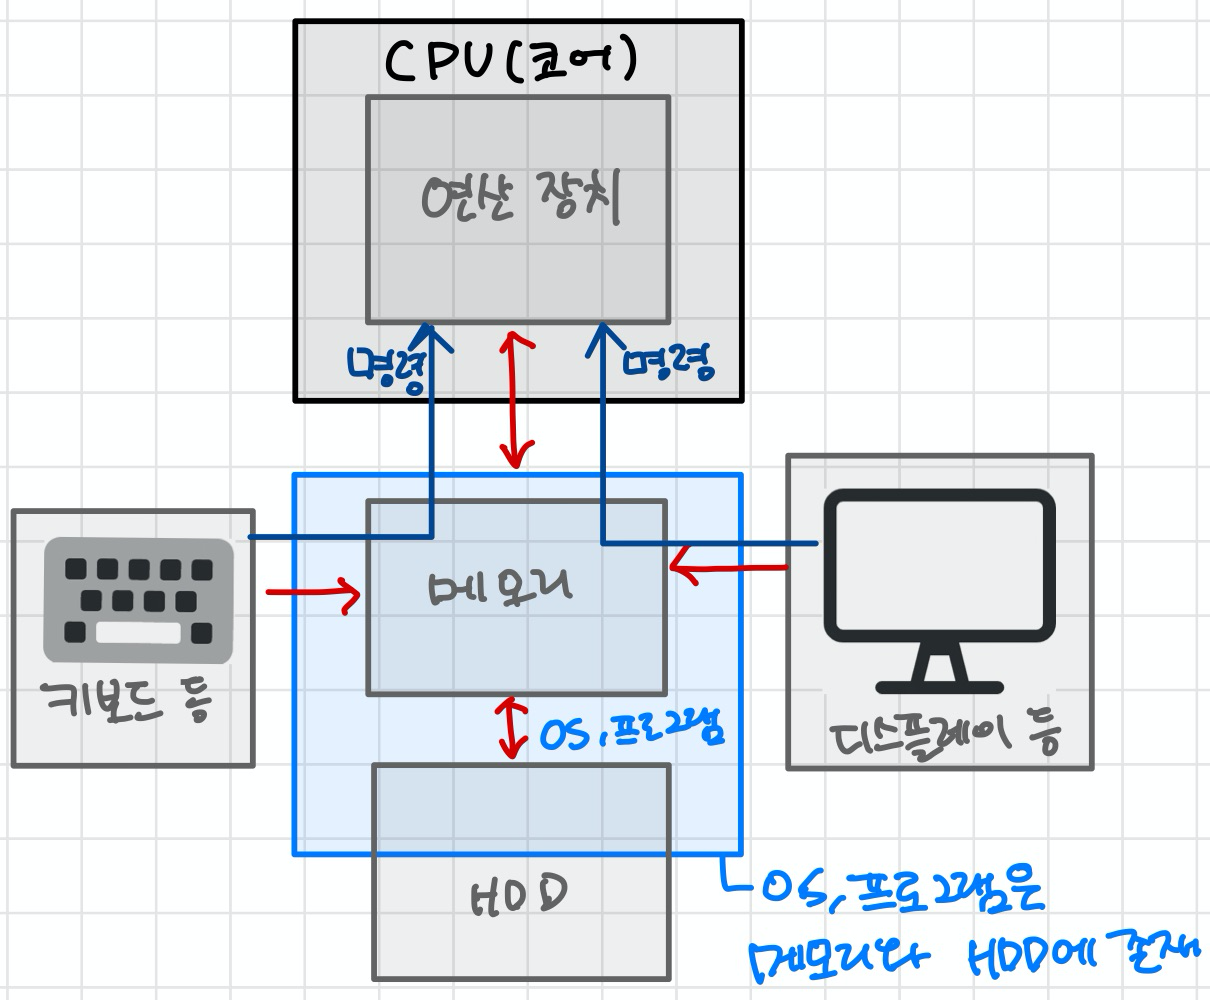 CPU(코어)
연산 장치
명령
명령
메모리
키보드 등
디스플레이 등
OS, 프로그램
HDD
OS, 프로그램은
메모리와 HDD에 존재